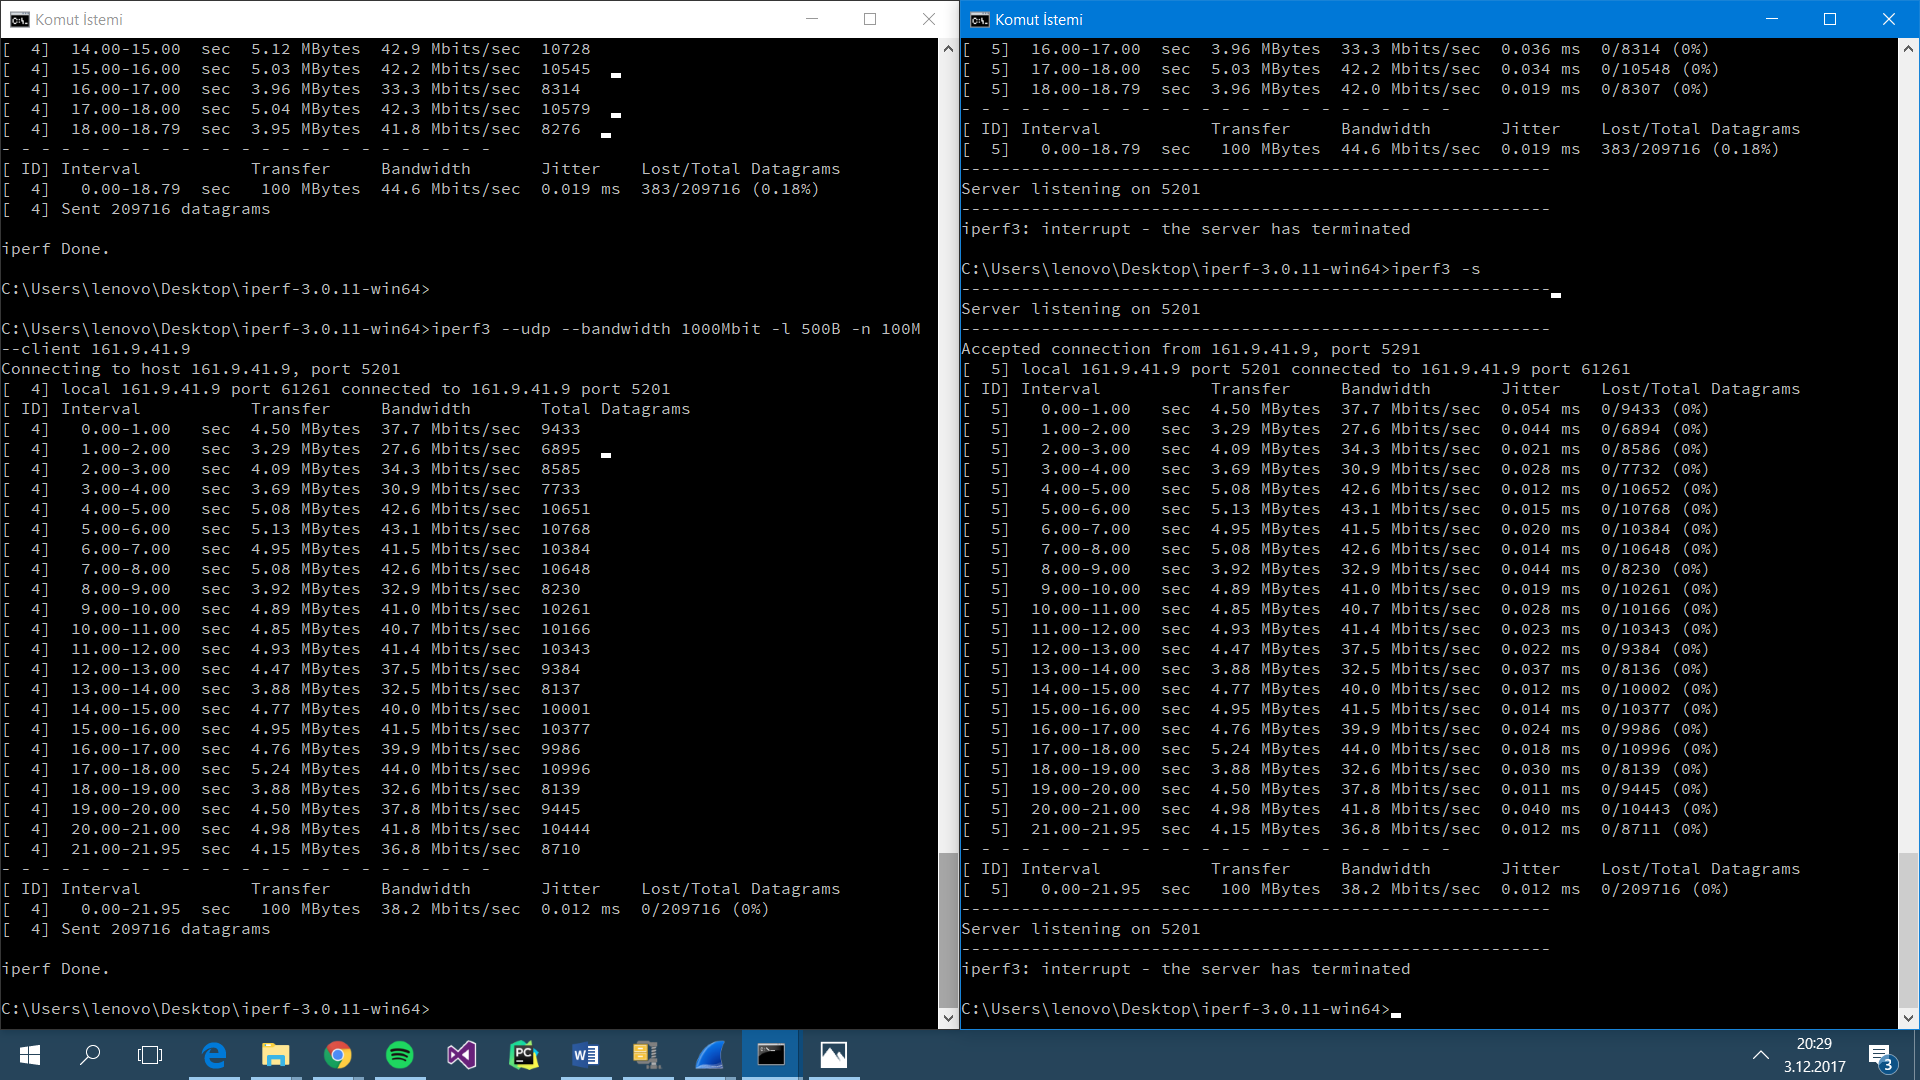 Komut İstemi
[  4]  14.00-15.00  sec  5.12 MBytes  42.9 Mbits/sec  10728
[  4]  15.00-16.00  sec  5.03 MBytes  42.2 Mbits/sec  10545
[  4]  16.00-17.00  sec  3.96 MBytes  33.3 Mbits/sec  8314
[  4]  17.00-18.00  sec  5.04 MBytes  42.3 Mbits/sec  10579
[  4]  18.00-18.79  sec  3.95 MBytes  41.8 Mbits/sec  8276
- - - - - - - - - - - - - - - - - - - - - - - - -
[ ID] Interval           Transfer     Bandwidth       Jitter    Lost/Total Datagrams
[  4]   0.00-18.79  sec   100 MBytes  44.6 Mbits/sec  0.019 ms  383/209716 (0.18%)
[  4] Sent 209716 datagrams
iperf Done.
C:\Users\lenovo\Desktop\iperf-3.0.11-win64>
C:\Users\lenovo\Desktop\iperf-3.0.11-win64>iperf3 --udp --bandwidth 1000Mbit -l 500B -n 100M
--client 161.9.41.9
Connecting to host 161.9.41.9, port 5201
[  4] local 161.9.41.9 port 61261 connected to 161.9.41.9 port 5201
[ ID] Interval           Transfer     Bandwidth       Total Datagrams
[  4]   0.00-1.00   sec  4.50 MBytes  37.7 Mbits/sec  9433
[  4]   1.00-2.00   sec  3.29 MBytes  27.6 Mbits/sec  6895
[  4]   2.00-3.00   sec  4.09 MBytes  34.3 Mbits/sec  8585
[  4]   3.00-4.00   sec  3.69 MBytes  30.9 Mbits/sec  7733
[  4]   4.00-5.00   sec  5.08 MBytes  42.6 Mbits/sec  10651
[  4]   5.00-6.00   sec  5.13 MBytes  43.1 Mbits/sec  10768
[  4]   6.00-7.00   sec  4.95 MBytes  41.5 Mbits/sec  10384
[  4]   7.00-8.00   sec  5.08 MBytes  42.6 Mbits/sec  10648
[  4]   8.00-9.00   sec  3.92 MBytes  32.9 Mbits/sec  8230
[  4]   9.00-10.00  sec  4.89 MBytes  41.0 Mbits/sec  10261
[  4]  10.00-11.00  sec  4.85 MBytes  40.7 Mbits/sec  10166
[  4]  11.00-12.00  sec  4.93 MBytes  41.4 Mbits/sec  10343
[  4]  12.00-13.00  sec  4.47 MBytes  37.5 Mbits/sec  9384
[  4]  13.00-14.00  sec  3.88 MBytes  32.5 Mbits/sec  8137
[  4]  14.00-15.00  sec  4.77 MBytes  40.0 Mbits/sec  10001
[  4]  15.00-16.00  sec  4.95 MBytes  41.5 Mbits/sec  10377
[  4]  16.00-17.00  sec  4.76 MBytes  39.9 Mbits/sec  9986
[  4]  17.00-18.00  sec  5.24 MBytes  44.0 Mbits/sec  10996
[  4]  18.00-19.00  sec  3.88 MBytes  32.6 Mbits/sec  8139
[  4]  19.00-20.00  sec  4.50 MBytes  37.8 Mbits/sec  9445
[  4]  20.00-21.00  sec  4.98 MBytes  41.8 Mbits/sec  10444
[  4]  21.00-21.95  sec  4.15 MBytes  36.8 Mbits/sec  8710
- - - - - - - - - - - - - - - - - - - - - - - - -
[ ID] Interval           Transfer     Bandwidth       Jitter    Lost/Total Datagrams
[  4]   0.00-21.95  sec   100 MBytes  38.2 Mbits/sec  0.012 ms  0/209716 (0%)
[  4] Sent 209716 datagrams
iperf Done.
C:\Users\lenovo\Desktop\iperf-3.0.11-win64>
Komut İstemi
[  5]  16.00-17.00  sec  3.96 MBytes  33.3 Mbits/sec  0.036 ms  0/8314 (0%)
[  5]  17.00-18.00  sec  5.03 MBytes  42.2 Mbits/sec  0.034 ms  0/10548 (0%)
[  5]  18.00-18.79  sec  3.96 MBytes  42.0 Mbits/sec  0.019 ms  0/8307 (0%)
- - - - - - - - - - - - - - - - - - - - - - - - -
[ ID] Interval           Transfer     Bandwidth       Jitter    Lost/Total Datagrams
[  5]   0.00-18.79  sec   100 MBytes  44.6 Mbits/sec  0.019 ms  383/209716 (0.18%)
-----------------------------------------------------------
Server listening on 5201
-----------------------------------------------------------
iperf3: interrupt - the server has terminated
C:\Users\lenovo\Desktop\iperf-3.0.11-win64>iperf3 -s
-----------------------------------------------------------
Server listening on 5201
-----------------------------------------------------------
Accepted connection from 161.9.41.9, port 5291
[  5] local 161.9.41.9 port 5201 connected to 161.9.41.9 port 61261
[ ID] Interval           Transfer     Bandwidth       Jitter    Lost/Total Datagrams
[  5]   0.00-1.00   sec  4.50 MBytes  37.7 Mbits/sec  0.054 ms  0/9433 (0%)
[  5]   1.00-2.00   sec  3.29 MBytes  27.6 Mbits/sec  0.044 ms  0/6894 (0%)
[  5]   2.00-3.00   sec  4.09 MBytes  34.3 Mbits/sec  0.021 ms  0/8586 (0%)
[  5]   3.00-4.00   sec  3.69 MBytes  30.9 Mbits/sec  0.028 ms  0/7732 (0%)
[  5]   4.00-5.00   sec  5.08 MBytes  42.6 Mbits/sec  0.012 ms  0/10652 (0%)
[  5]   5.00-6.00   sec  5.13 MBytes  43.1 Mbits/sec  0.015 ms  0/10768 (0%)
[  5]   6.00-7.00   sec  4.95 MBytes  41.5 Mbits/sec  0.020 ms  0/10384 (0%)
[  5]   7.00-8.00   sec  5.08 MBytes  42.6 Mbits/sec  0.014 ms  0/10648 (0%)
[  5]   8.00-9.00   sec  3.92 MBytes  32.9 Mbits/sec  0.044 ms  0/8230 (0%)
[  5]   9.00-10.00  sec  4.89 MBytes  41.0 Mbits/sec  0.019 ms  0/10261 (0%)
[  5]  10.00-11.00  sec  4.85 MBytes  40.7 Mbits/sec  0.028 ms  0/10166 (0%)
[  5]  11.00-12.00  sec  4.93 MBytes  41.4 Mbits/sec  0.023 ms  0/10343 (0%)
[  5]  12.00-13.00  sec  4.47 MBytes  37.5 Mbits/sec  0.022 ms  0/9384 (0%)
[  5]  13.00-14.00  sec  3.88 MBytes  32.5 Mbits/sec  0.037 ms  0/8136 (0%)
[  5]  14.00-15.00  sec  4.77 MBytes  40.0 Mbits/sec  0.012 ms  0/10002 (0%)
[  5]  15.00-16.00  sec  4.95 MBytes  41.5 Mbits/sec  0.014 ms  0/10377 (0%)
[  5]  16.00-17.00  sec  4.76 MBytes  39.9 Mbits/sec  0.024 ms  0/9986 (0%)
[  5]  17.00-18.00  sec  5.24 MBytes  44.0 Mbits/sec  0.018 ms  0/10996 (0%)
[  5]  18.00-19.00  sec  3.88 MBytes  32.6 Mbits/sec  0.030 ms  0/8139 (0%)
[  5]  19.00-20.00  sec  4.50 MBytes  37.8 Mbits/sec  0.011 ms  0/9445 (0%)
[  5]  20.00-21.00  sec  4.98 MBytes  41.8 Mbits/sec  0.040 ms  0/10443 (0%)
[  5]  21.00-21.95  sec  4.15 MBytes  36.8 Mbits/sec  0.012 ms  0/8711 (0%)
- - - - - - - - - - - - - - - - - - - - - - - - -
[ ID] Interval           Transfer     Bandwidth       Jitter    Lost/Total Datagrams
[  5]   0.00-21.95  sec   100 MBytes  38.2 Mbits/sec  0.012 ms  0/209716 (0%)
-----------------------------------------------------------
Server listening on 5201
-----------------------------------------------------------
iperf3: interrupt - the server has terminated
C:\Users\lenovo\Desktop\iperf-3.0.11-win64>
20:29
3.12.2017
3